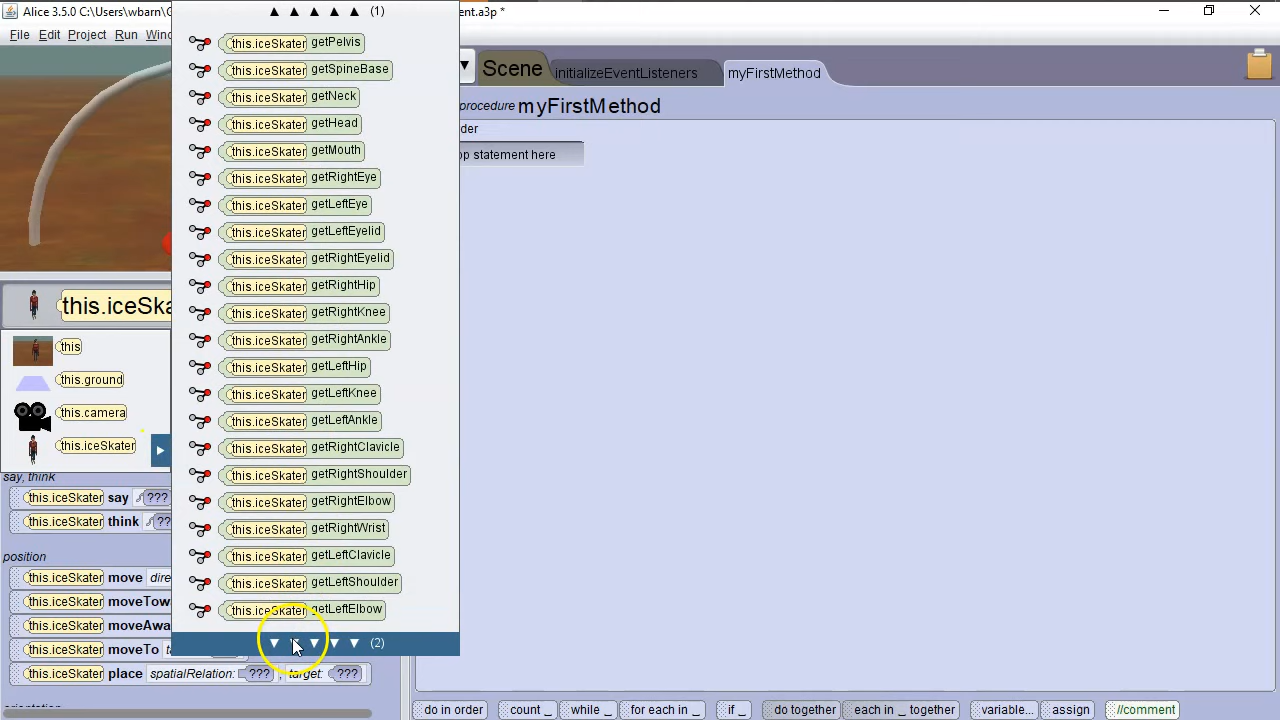 Alice 3.5.0 C:\Users\wbarn\
ent.a3p *
File Edit Project Run Wind
(1)
this.iceSkater getPelvis
this.iceSkater getSpineBase
this.iceSkater getNeck
this.iceSkater getHead
this.iceSkater getMouth
this.iceSkater getRightEye
this.iceSkater getLeftEye
this.iceSkater getLeftEyelid
this.iceSkater getRightEyelid
this.iceSkater getRightHip
this.iceSkater getRightKnee
this.iceSkater getRightAnkle
this.iceSkater getLeftHip
this.iceSkater getLeftKnee
this.iceSkater getLeftAnkle
this.iceSkater getRightClavicle
this.iceSkater getRightShoulder
this.iceSkater getRightElbow
this.iceSkater getRightWrist
this.iceSkater getLeftClavicle
this.iceSkater getLeftShoulder
this.iceSkater getLeftElbow
(2)
Scene initializeEventListeners myFirstMethod
procedure myFirstMethod
der
op statement here
this.iceSka
this
this.ground
this.camera
this.iceSkater
say, think
this.iceSkater say ???
this.iceSkater think ??
position
this.iceSkater move dire
this.iceSkater moveTow
this.iceSkater moveAwa
this.iceSkater moveTo
this.iceSkater place spatialRelation: ??? , target: ???
orientation
do in order count _ while _ for each in _ if _ do together each in _ together variable... assign //comment